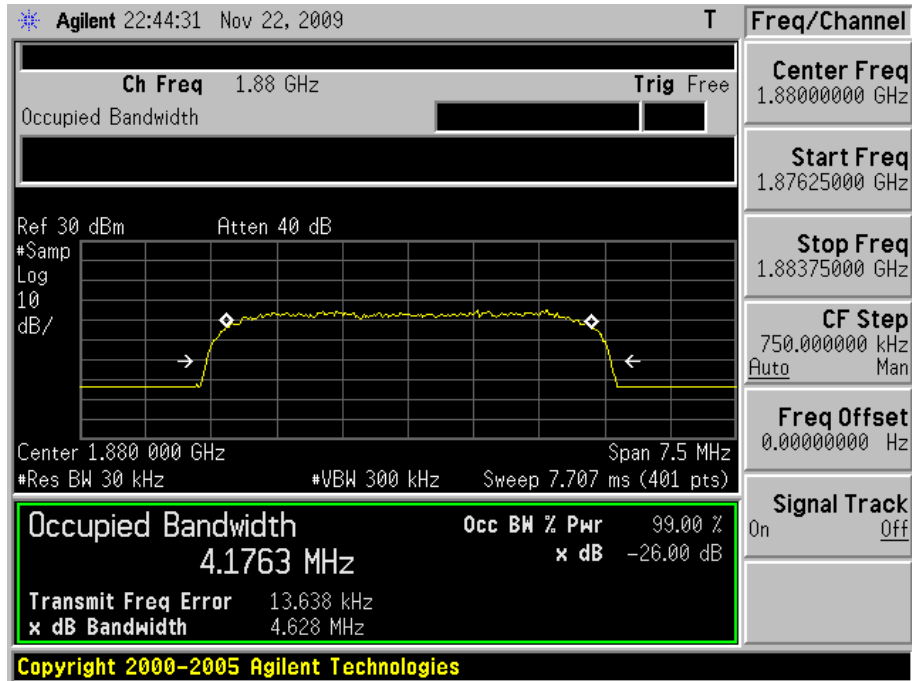 Agilent 22:44:31 Nov 22, 2009 T
Freq/Channel
Ch Freq 1.88 GHz Trig Free
Occupied Bandwidth
Center Freq
1.88000000 GHz
Start Freq
1.87625000 GHz
Stop Freq
1.88375000 GHz
CF Step
750.000000 kHz
Auto Man
Freq Offset
0.00000000 Hz
Signal Track
On Off
Ref 30 dBm Atten 40 dB
#Samp
Log
10
dB/
Center 1.880 000 GHz Span 7.5 MHz
#Res BW 30 kHz #VBW 300 kHz Sweep 7.707 ms (401 pts)
Occupied Bandwidth Occ BW % Pwr 99.00 %
4.1763 MHz x dB -26.00 dB
Transmit Freq Error 13.638 kHz
x dB Bandwidth 4.628 MHz
Copyright 2000-2005 Agilent Technologies